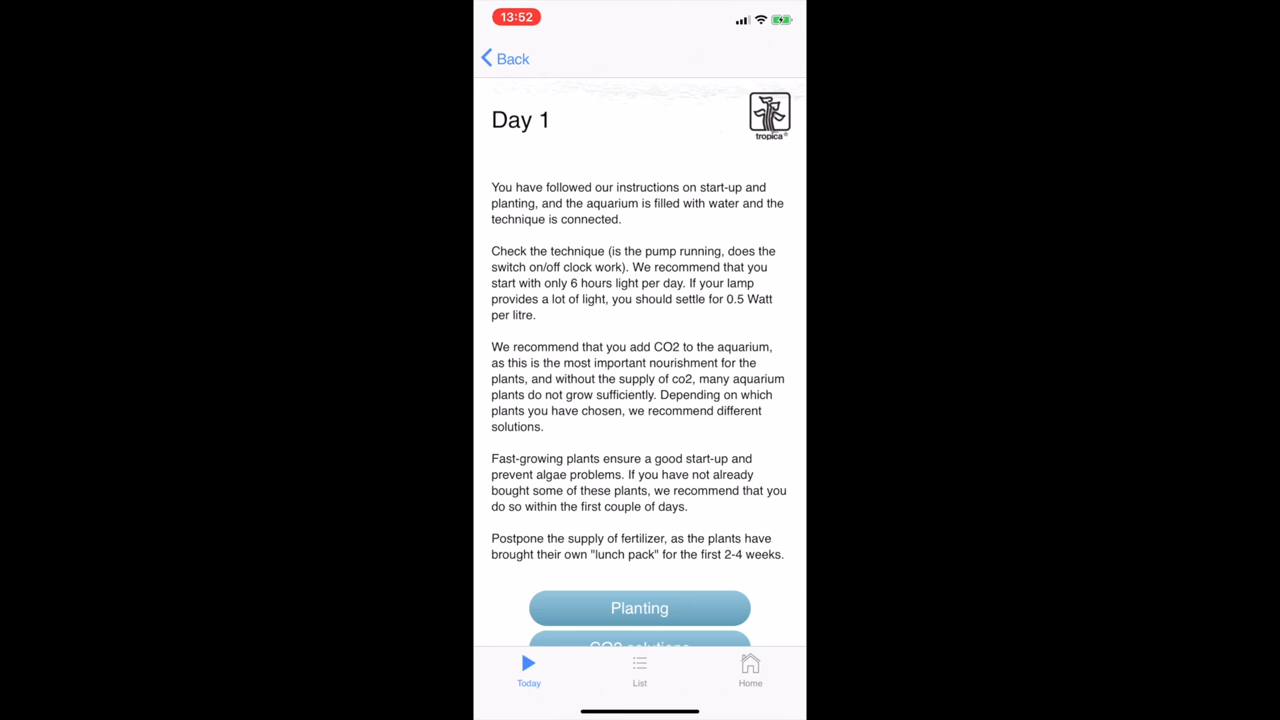 13:52
Back
Day 1
tropica®
You have followed our instructions on start-up and
planting, and the aquarium is filled with water and the
technique is connected.
Check the technique (is the pump running, does the
switch on/off clock work). We recommend that you
start with only 6 hours light per day. If your lamp
provides a lot of light, you should settle for 0.5 Watt
per litre.
We recommend that you add CO2 to the aquarium,
as this is the most important nourishment for the
plants, and without the supply of co2, many aquarium
plants do not grow sufficiently. Depending on which
plants you have chosen, we recommend different
solutions.
Fast-growing plants ensure a good start-up and
prevent algae problems. If you have not already
bought some of these plants, we recommend that you
do so within the first couple of days.
Postpone the supply of fertilizer, as the plants have
brought their own "lunch pack" for the first 2-4 weeks.
Planting
CO2 solutions
Today
List
Home